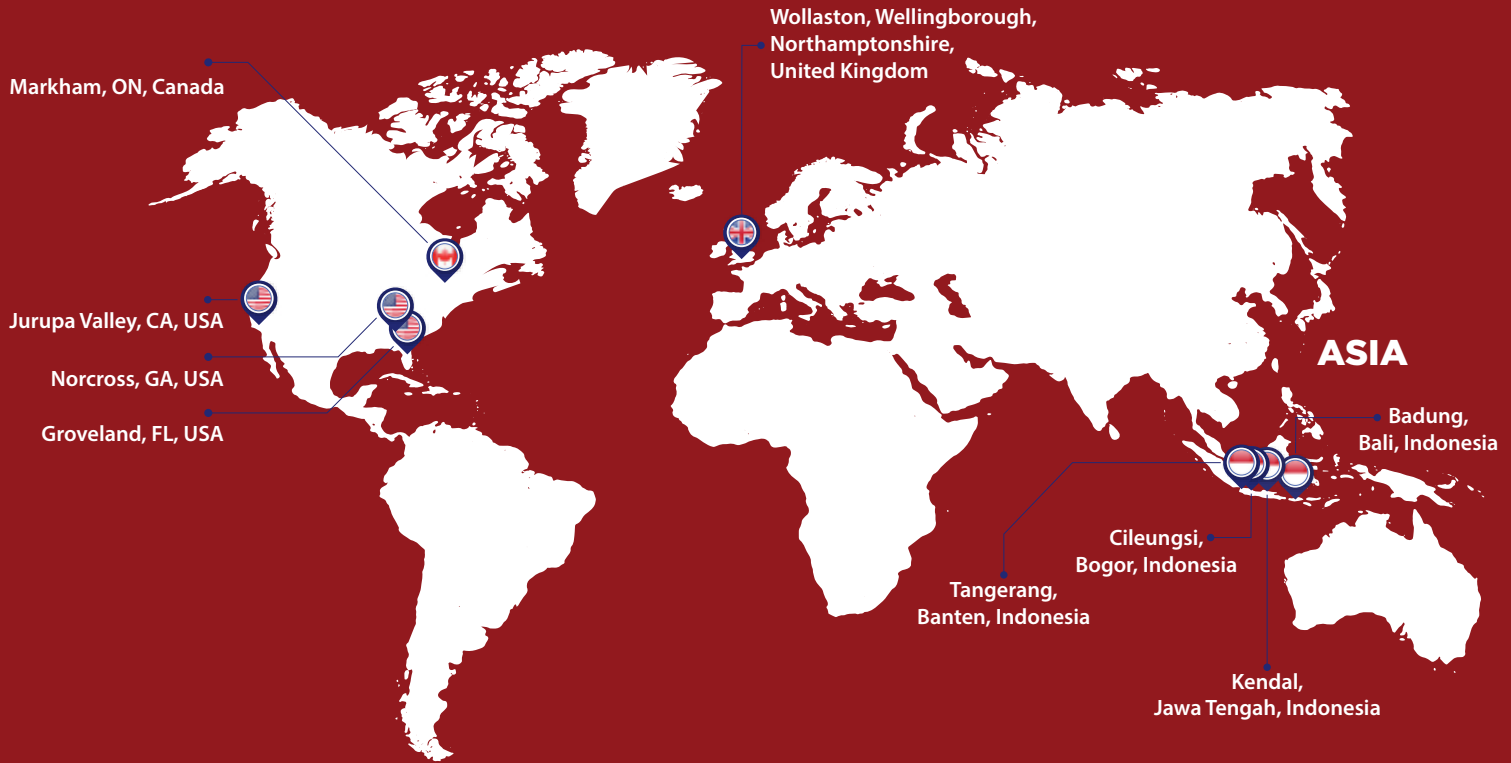 Wollaston, Wellingborough,
Northamptonshire,
United Kingdom
Markham, ON, Canada
Jurupa Valley, CA, USA
Norcross, GA, USA
Groveland, FL, USA
ASIA
Badung,
Bali, Indonesia
Cileungsi,
Bogor, Indonesia
Tangerang,
Banten, Indonesia
Kendal,
Jawa Tengah, Indonesia